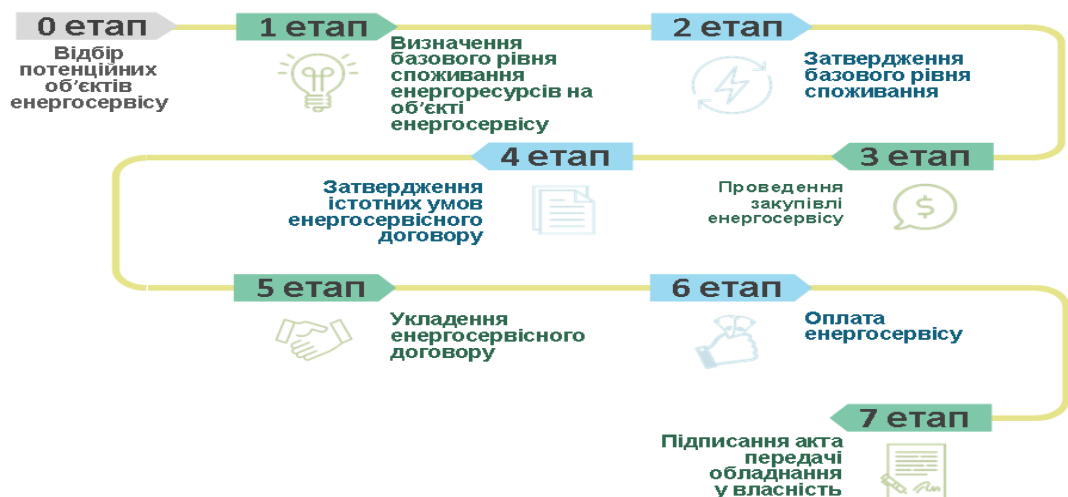 0 етап
Відбір
потенційних
об’єктів
енергосервісу
1 етап
Визначення
базового рівня
споживання
енергоресурсів на
об’єкті
енергосервісу
2 етап
Затвердження
базового рівня
споживання
3 етап
Проведення
закупівлі
енергосервісу
$
4 етап
Затвердження
істотних умов
енергосервісного
договору
5 етап
Укладення
енергосервісного
договору
6 етап
Оплата
енергосервісу
7 етап
Підписання акта
передачі
обладнання
у власність